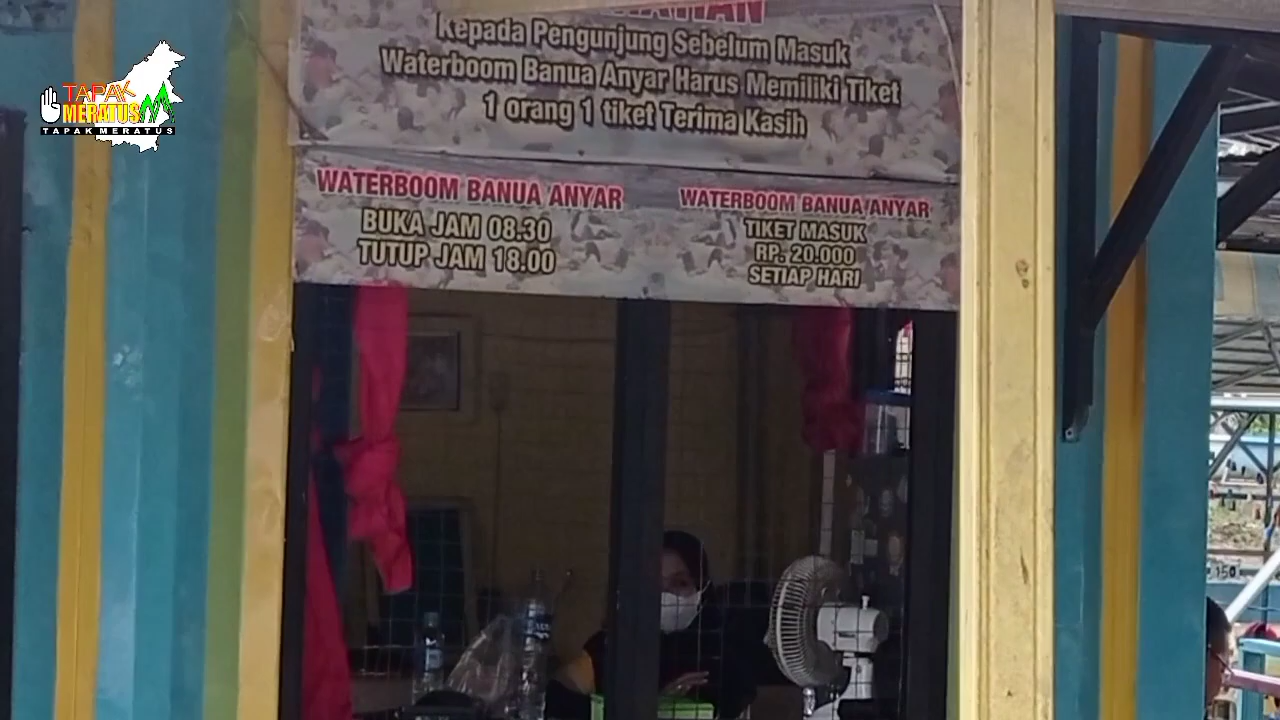 TAPAK
MERATUS
TAPAK MERATUS
Kepada Pengunjung Sebelum Masuk
Waterboom Banua Anyar Harus Memiliki Tiket
1 orang 1 tiket Terima Kasih
WATERBOOM BANUA ANYAR
BUKA JAM 08.30
TUTUP JAM 18.00
WATERBOOM BANUA ANYAR
TIKET MASUK
RP. 20.000
SETIAP HARI
150